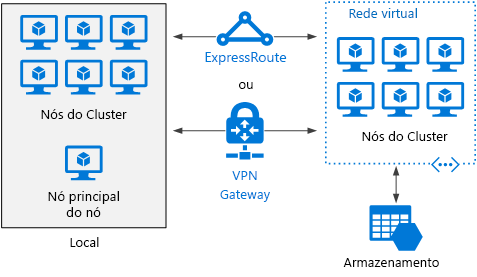 Nós do Cluster
Nó principal
do nó
Local
ExpressRoute
ou
VPN
Gateway
Rede virtual
Nós do Cluster
Armazenamento